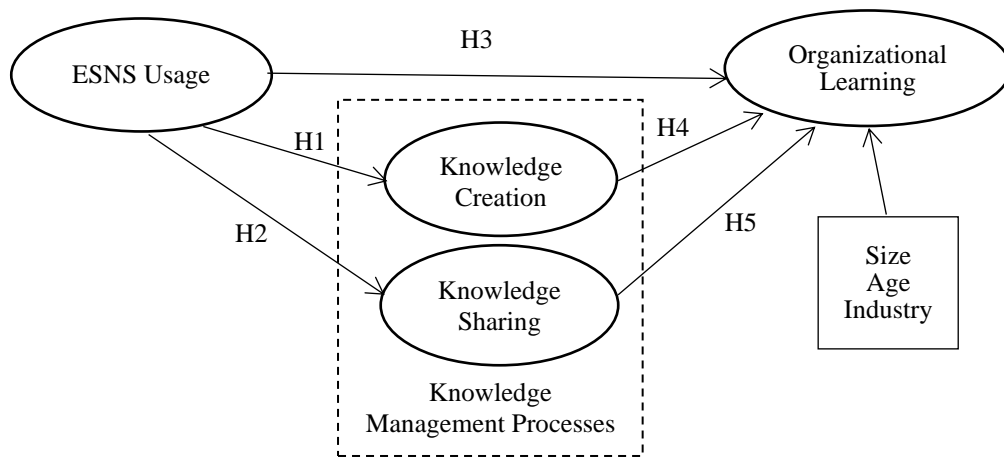 H3
ESNS Usage
Organizational
Learning
H1
H4
Knowledge
Creation
H2
H5
Knowledge
Sharing
Size
Age
Industry
Knowledge
Management Processes